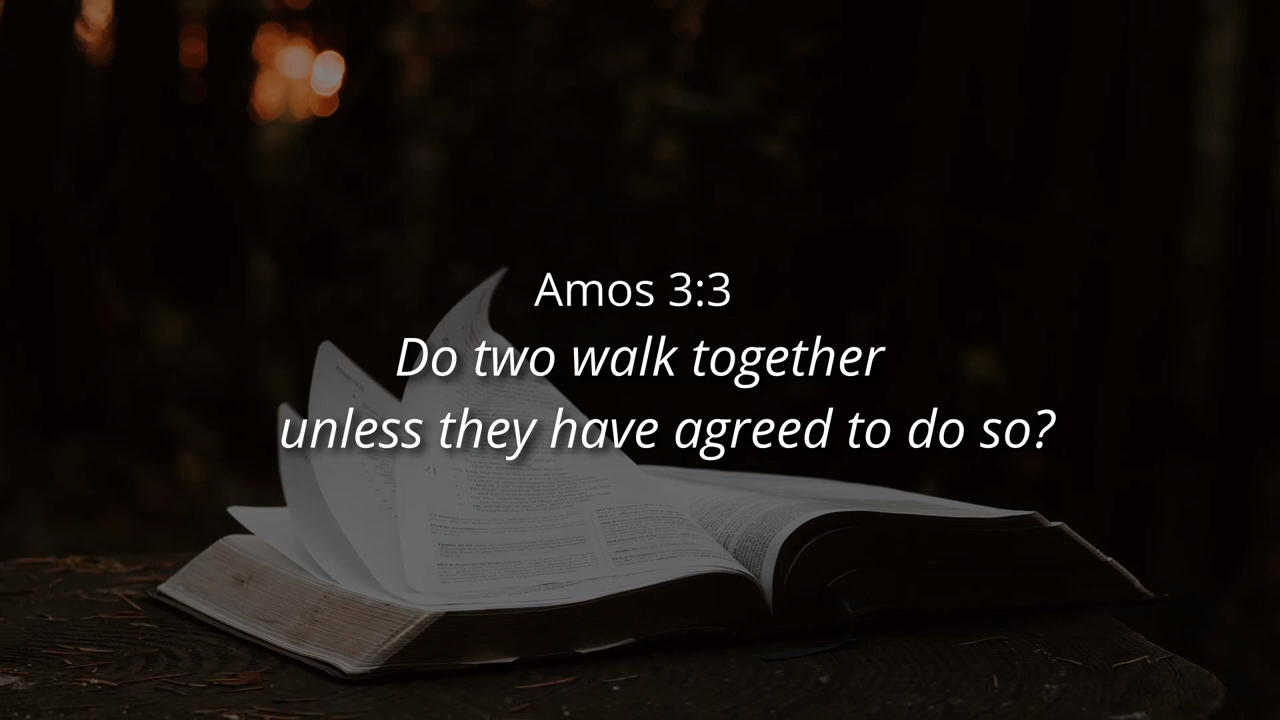 Amos 3:3
Do two walk together
unless they have agreed to do so?